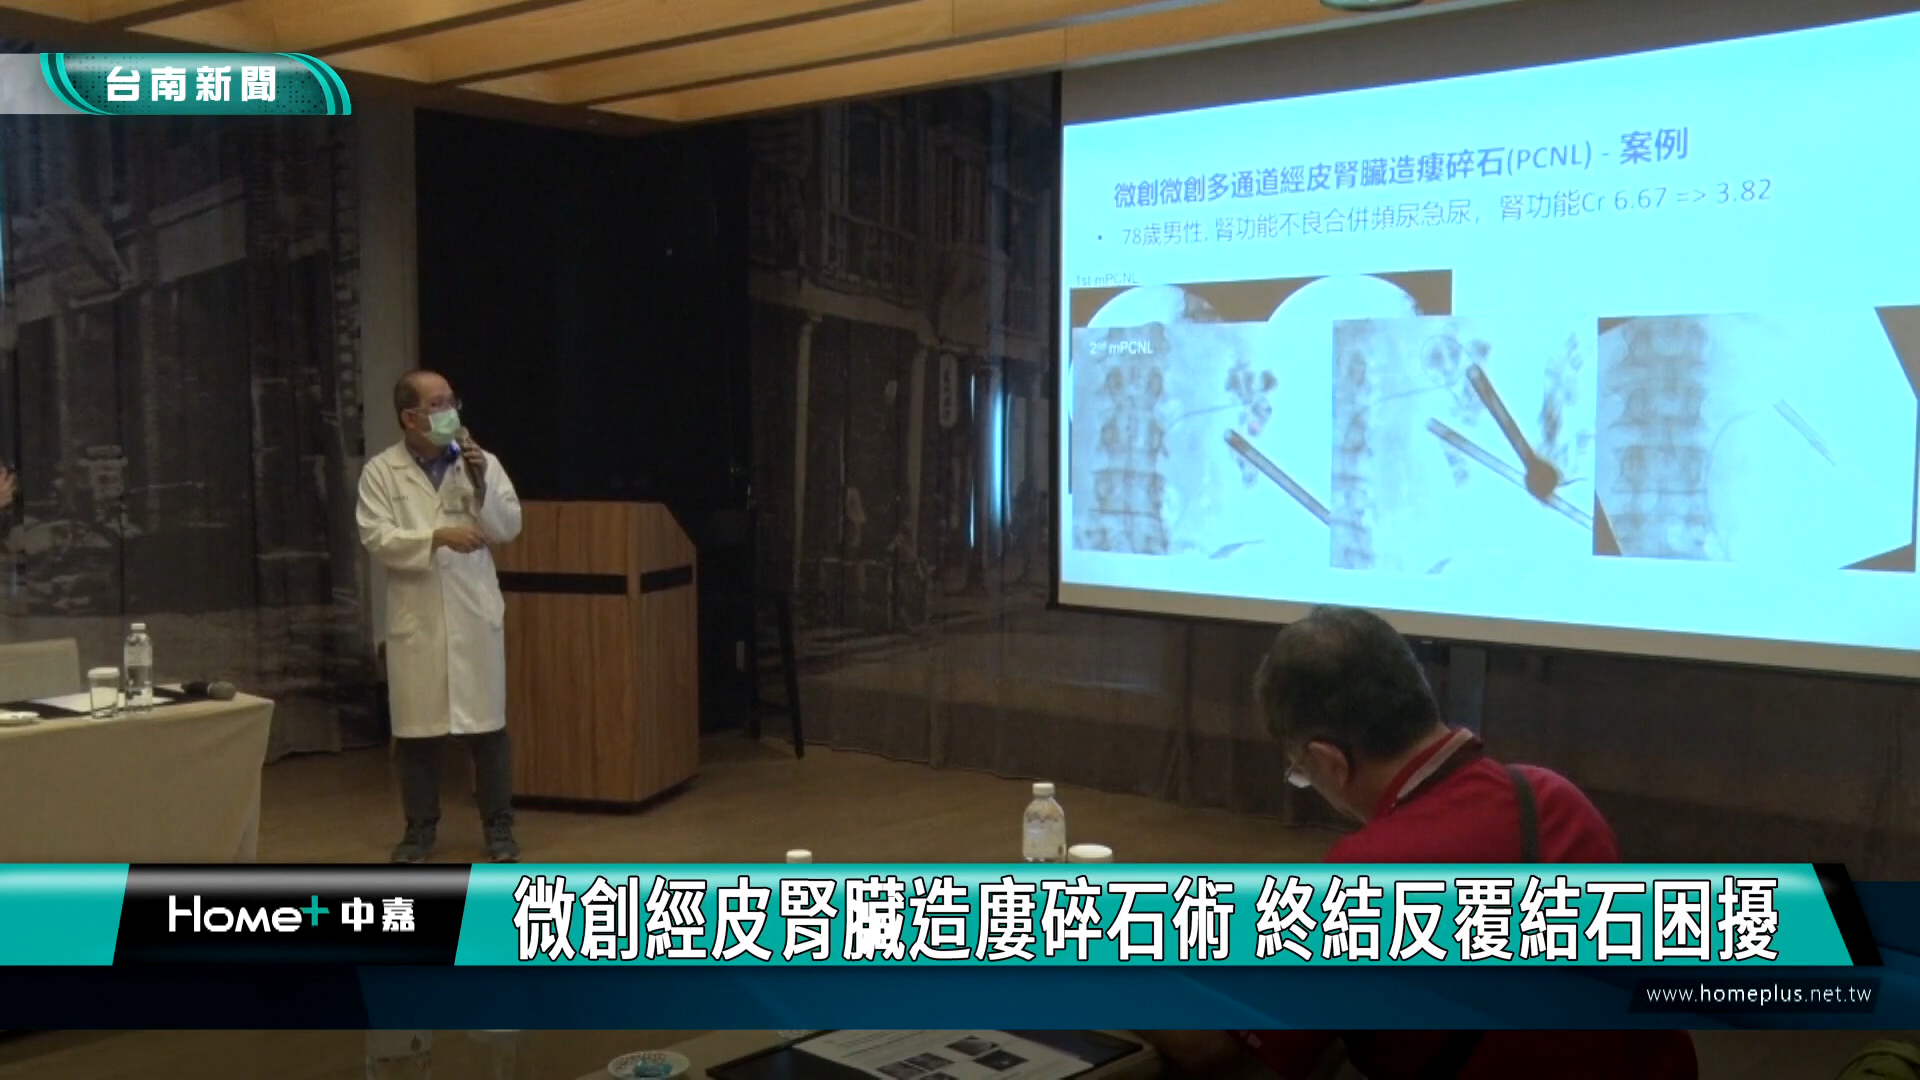 台南新聞
微創微創多通道經皮腎臟造瘻碎石(PCNL) - 案例
• 78歲男性, 腎功能不良合併頻尿急尿，腎功能Cr 6.67 => 3.82
1st mPCNL
2nd mPCNL
Home+中嘉
微創經皮腎臟造廔碎石術 終結反覆結石困擾
www.homeplus.net.tw